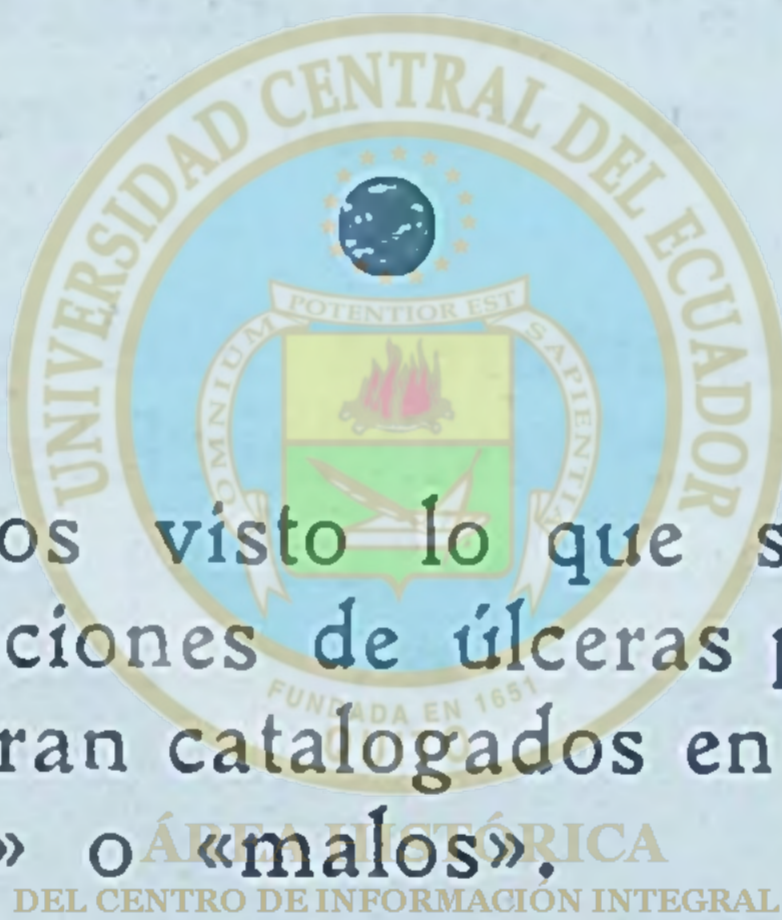 UNIVERSIDAD CENTRAL DEL ECUADOR
OMNIUM POTENTIOR EST SAPIENTIA
os visto lo que s
ciones de úlceras p
FUNDADA EN 1651
ran catalogados en
QUITO
» o «malos».
ÁREA HISTÓRICA
DEL CENTRO DE INFORMACIÓN INTEGRAL